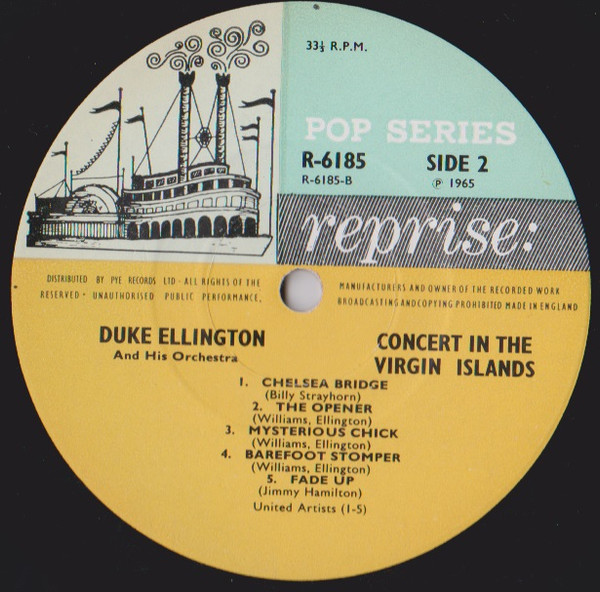 33⅓ R.P.M.
POP SERIES
R-6185 SIDE 2
R-6185-B ℗ 1965
reprise:
DISTRIBUTED BY PYE RECORDS LTD · ALL RIGHTS OF THE MANUFACTURERS AND OWNER OF THE RECORDED WORK
RESERVED · UNAUTHORISED PUBLIC PERFORMANCE, BROADCASTING AND COPYING PROHIBITED MADE IN ENGLAND
DUKE ELLINGTON
And His Orchestra
CONCERT IN THE
VIRGIN ISLANDS
1. CHELSEA BRIDGE
(Billy Strayhorn)
2. THE OPENER
(Williams, Ellington)
3. MYSTERIOUS CHICK
(Williams, Ellington)
4. BAREFOOT STOMPER
(Williams, Ellington)
5. FADE UP
(Jimmy Hamilton)
United Artists (1-5)